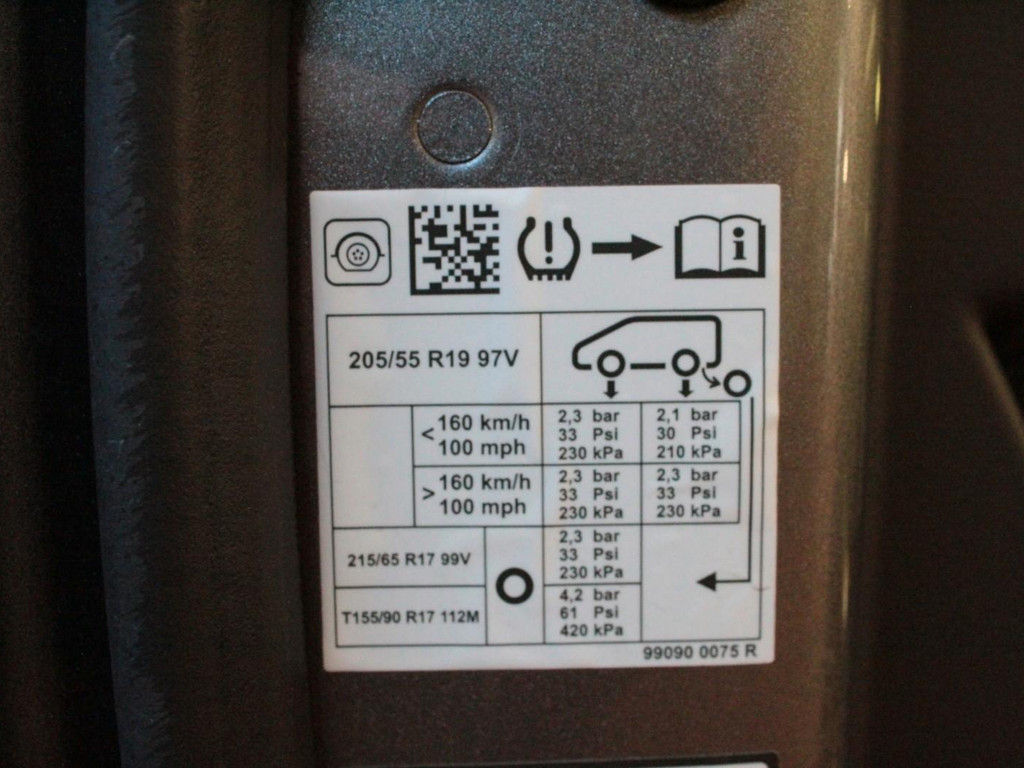 205/55 R19 97V
< 160 km/h
100 mph
2,3 bar
33 Psi
230 kPa
2,1 bar
30 Psi
210 kPa
> 160 km/h
100 mph
2,3 bar
33 Psi
230 kPa
2,3 bar
33 Psi
230 kPa
215/65 R17 99V
2,3 bar
33 Psi
230 kPa
T155/90 R17 112M
4,2 bar
61 Psi
420 kPa
99090 0075 R